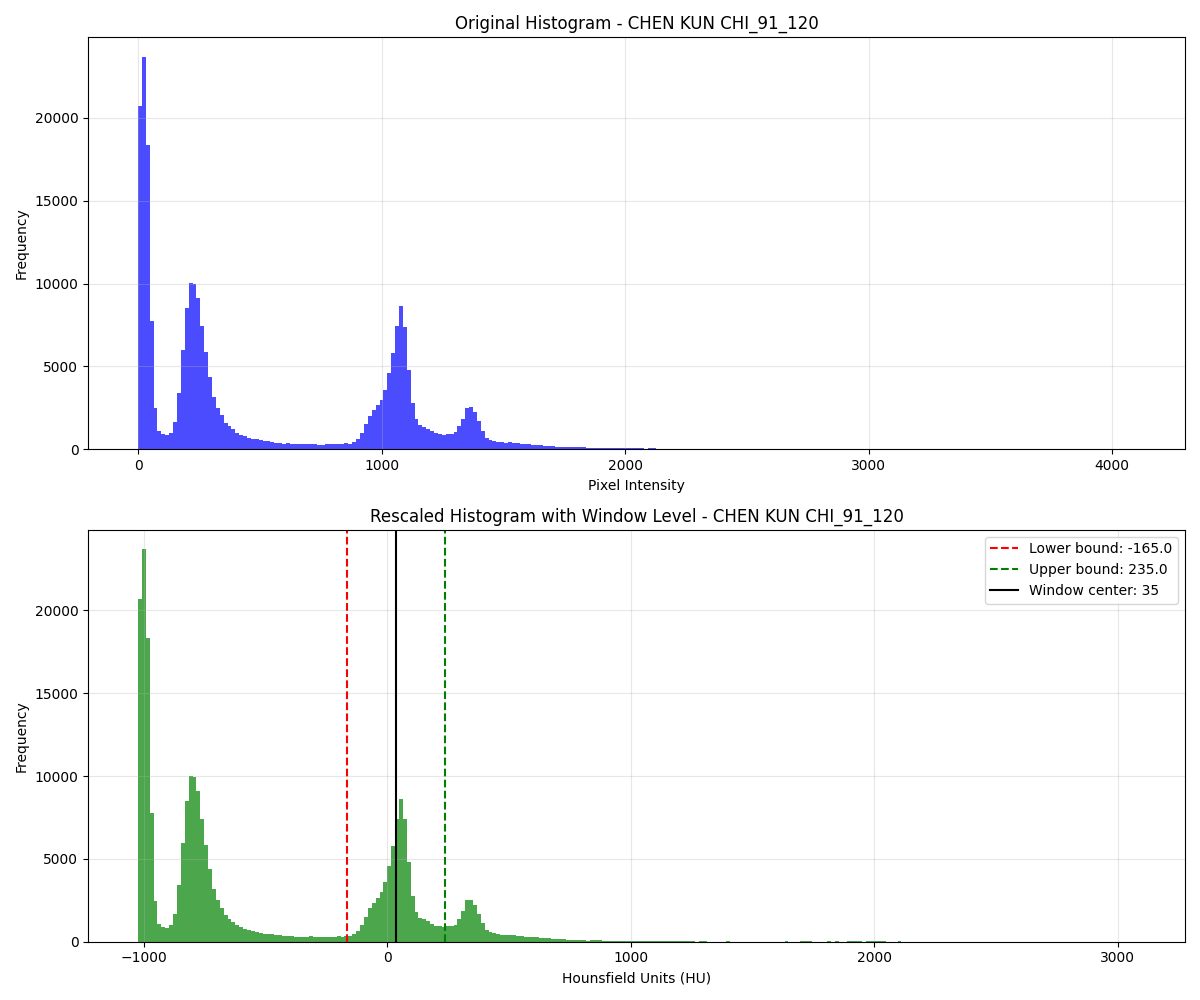 Original Histogram - CHEN KUN CHI_91_120
20000
15000
10000
5000
0
Frequency
0 1000 2000 3000 4000
Pixel Intensity
Rescaled Histogram with Window Level - CHEN KUN CHI_91_120
Lower bound: -165.0
Upper bound: 235.0
Window center: 35
20000
15000
10000
5000
0
Frequency
−1000 0 1000 2000 3000
Hounsfield Units (HU)